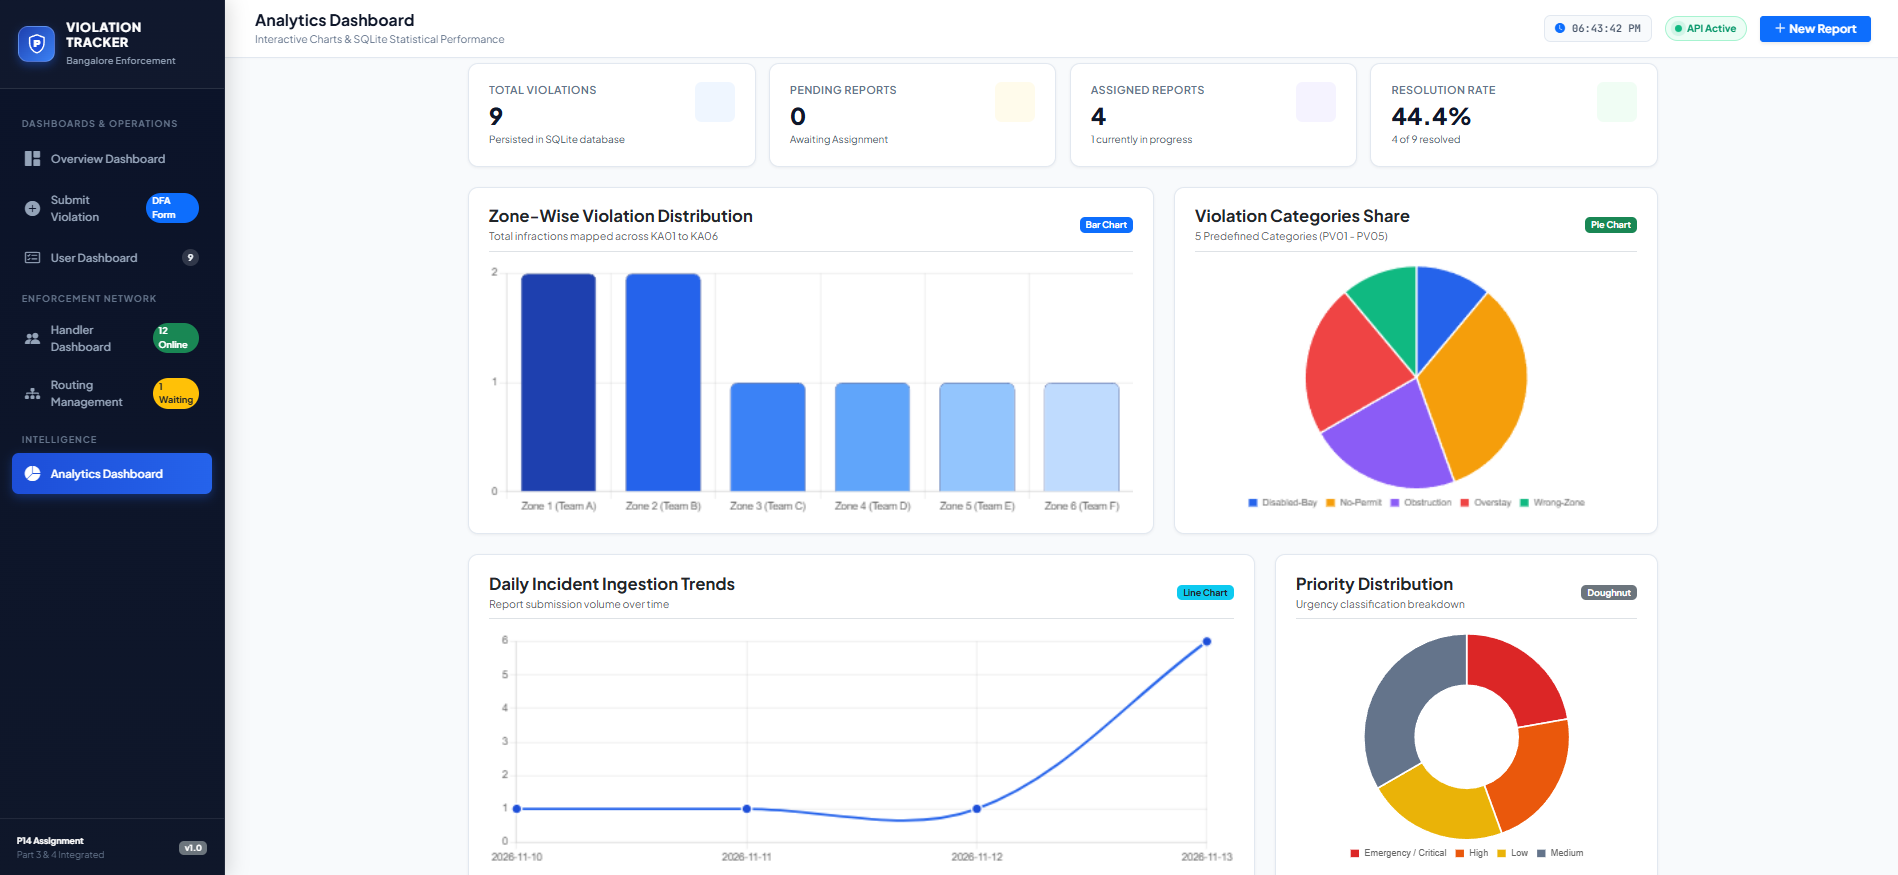 VIOLATION
TRACKER
Bangalore Enforcement
DASHBOARDS & OPERATIONS
Overview Dashboard
Submit
Violation
DFA
Form
User Dashboard
9
ENFORCEMENT NETWORK
Handler
Dashboard
12
Online
Routing
Management
1
Waiting
INTELLIGENCE
Analytics Dashboard
P14 Assignment
Part 3 & 4 Integrated
v1.0
Analytics Dashboard
Interactive Charts & SQLite Statistical Performance
06:43:42 PM
API Active
+ New Report
TOTAL VIOLATIONS
9
Persisted in SQLite database
PENDING REPORTS
0
Awaiting Assignment
ASSIGNED REPORTS
4
1 currently in progress
RESOLUTION RATE
44.4%
4 of 9 resolved
Zone-Wise Violation Distribution
Total infractions mapped across KA01 to KA06
Bar Chart
2
1
0
Zone 1 (Team A) Zone 2 (Team B) Zone 3 (Team C) Zone 4 (Team D) Zone 5 (Team E) Zone 6 (Team F)
Violation Categories Share
5 Predefined Categories (PV01 - PV05)
Pie Chart
Disabled-Bay No-Permit Obstruction Overstay Wrong-Zone
Daily Incident Ingestion Trends
Report submission volume over time
Line Chart
6
5
4
3
2
1
0
2026-11-10 2026-11-11 2026-11-12 2026-11-13
Priority Distribution
Urgency classification breakdown
Doughnut
Emergency / Critical High Low Medium